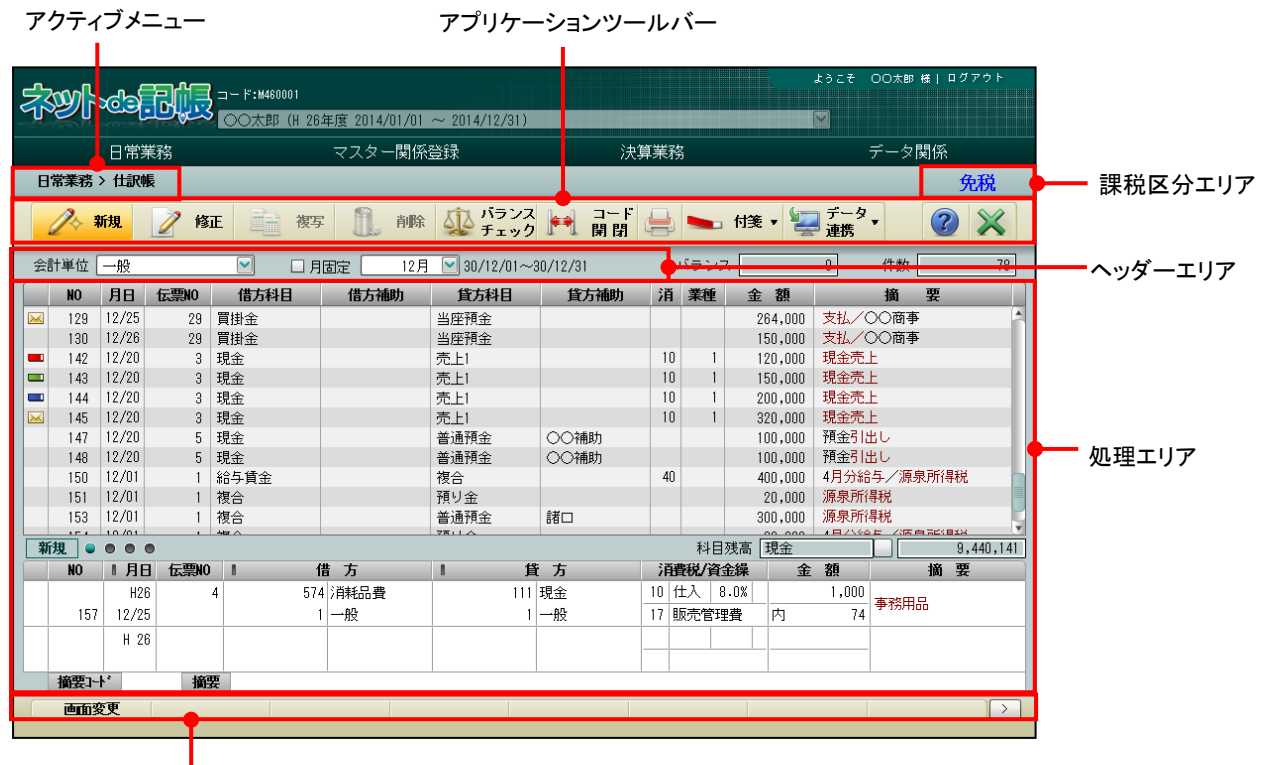 アクティブメニュー
アプリケーションツールバー
ようこそ 〇〇太郎 様 | ログアウト
ネットde記帳
コード:M460001
〇〇太郎 (H 26年度 2014/01/01 ～ 2014/12/31)
日常業務 マスター関係登録 決算業務 データ関係
日常業務 > 仕訳帳
免税
課税区分エリア
新規 修正 複写 削除 バランスチェック コード開閉 付箋 データ連携
ヘッダーエリア
会計単位 一般 月固定 12月 30/12/01～30/12/31 バランス 0 件数 78
NO 月日 伝票NO 借方科目 借方補助 貸方科目 貸方補助 消 業種 金 額 摘 要
129 12/25 29 買掛金 当座預金 264,000 支払／〇〇商事
130 12/26 29 買掛金 当座預金 150,000 支払／〇〇商事
142 12/20 3 現金 売上1 10 1 120,000 現金売上
143 12/20 3 現金 売上1 10 1 150,000 現金売上
144 12/20 3 現金 売上1 10 1 200,000 現金売上
145 12/20 3 現金 売上1 10 1 320,000 現金売上
147 12/20 5 現金 普通預金 〇〇補助 100,000 預金引出し
148 12/20 5 現金 普通預金 〇〇補助 100,000 預金引出し
処理エリア
150 12/01 1 給与賃金 複合 40 400,000 4月分給与／源泉所得税
151 12/01 1 複合 預り金 20,000 源泉所得税
153 12/01 1 複合 普通預金 諸口 300,000 源泉所得税
新規 科目残高 現金 9,440,141
NO 月日 伝票NO 借 方 貸 方 消費税/資金繰 金 額 摘 要
H26 4 574 消耗品費 111 現金 10 仕入 8.0% 1,000 事務用品
157 12/25 1 一般 1 一般 17 販売管理費 内 74
H 26
摘要ｺｰﾄﾞ 摘要
画面変更 >